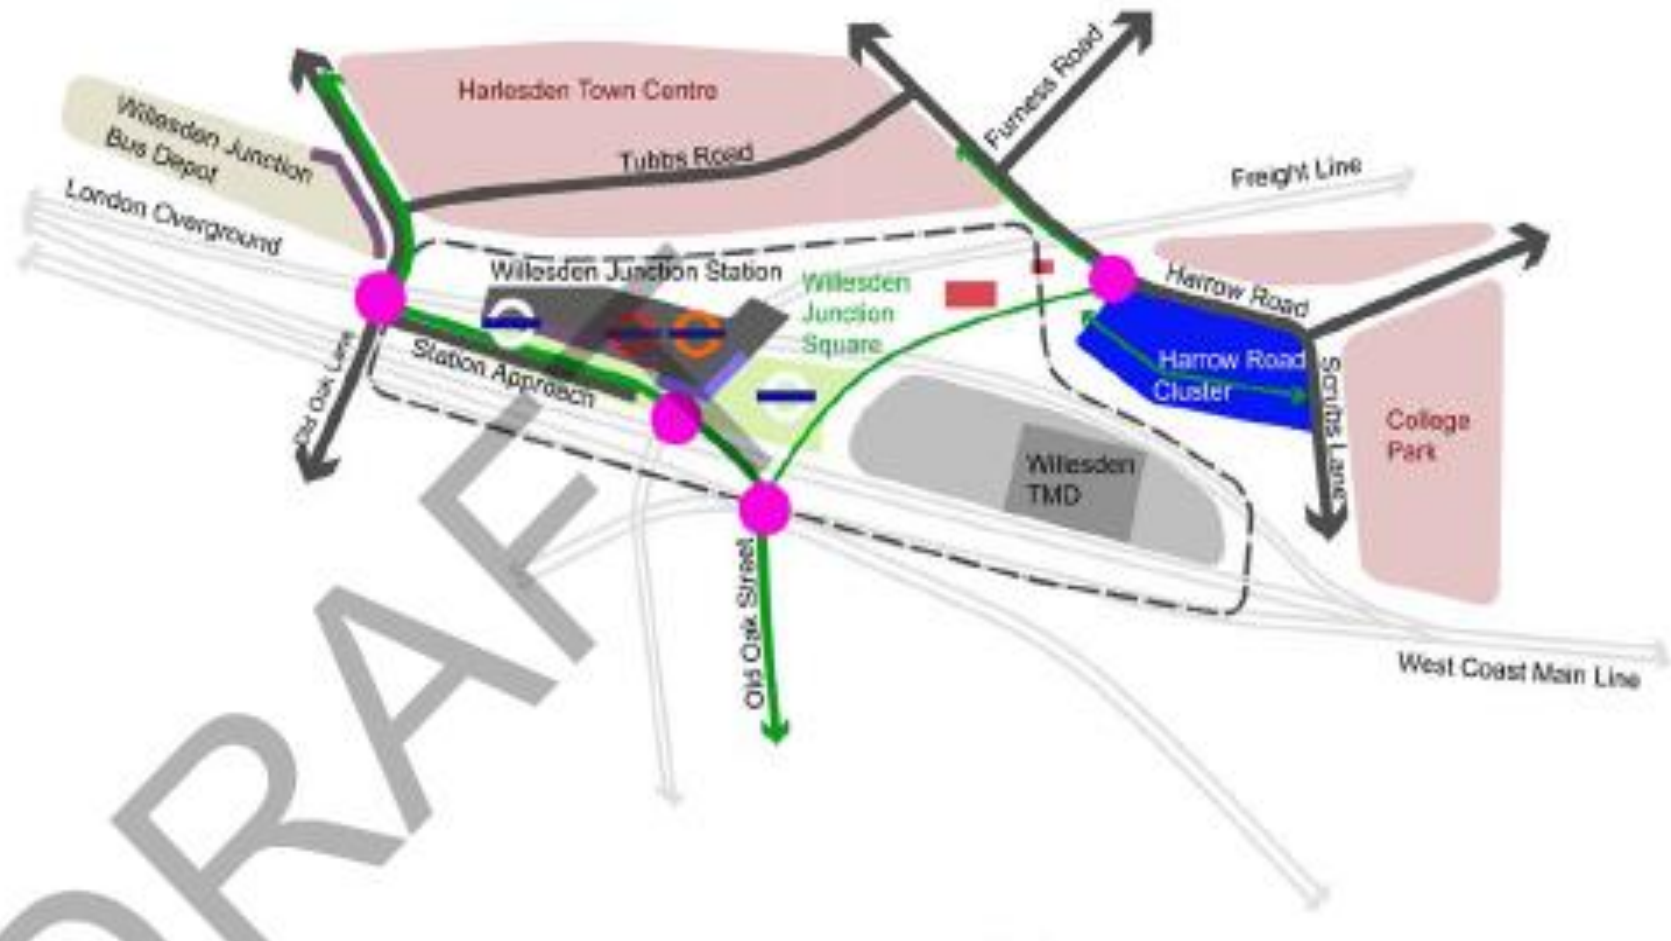 Harlesden Town Centre
Furness Road
Willesden Junction
Bus Depot
Tubbs Road
Freight Line
London Overground
Willesden Junction Station
Willesden
Junction
Square
Harrow Road
Station Approach
Old Oak Lane
Harrow Road
Cluster
Scrubs Lane
College
Park
Willesden
TMD
Old Oak Street
West Coast Main Line
DRAF